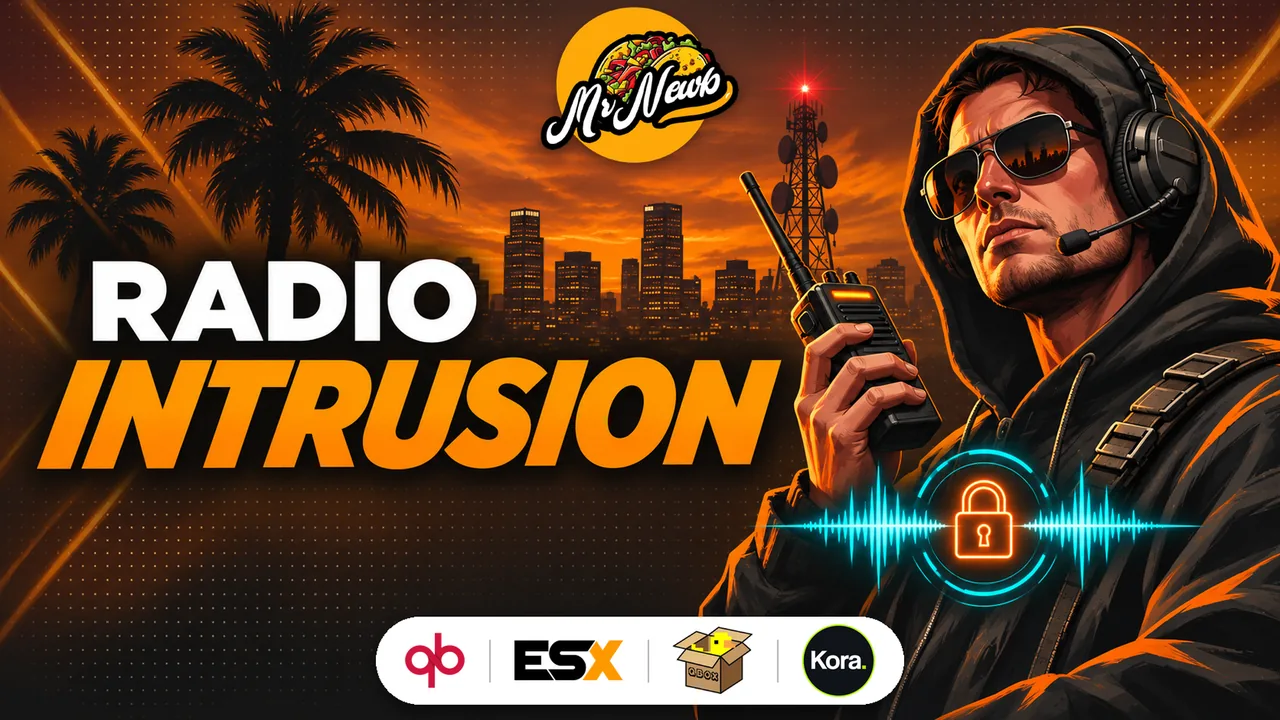 Mr. Newb
RADIO
INTRUSION
qb
ESX
QBOX
Kora.